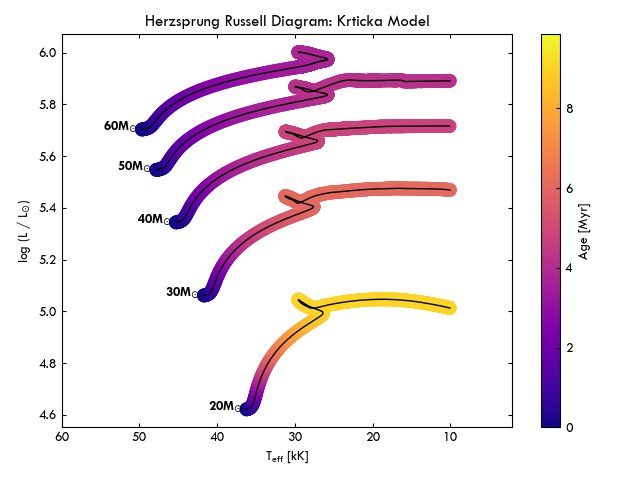 Herzsprung Russell Diagram: Krticka Model
6.0
5.8
5.6
5.4
5.2
5.0
4.8
4.6
log (L / L☉)
60M☉
50M☉
40M☉
30M☉
20M☉
60
50
40
30
20
10
T_eff [kK]
8
6
4
2
0
Age [Myr]